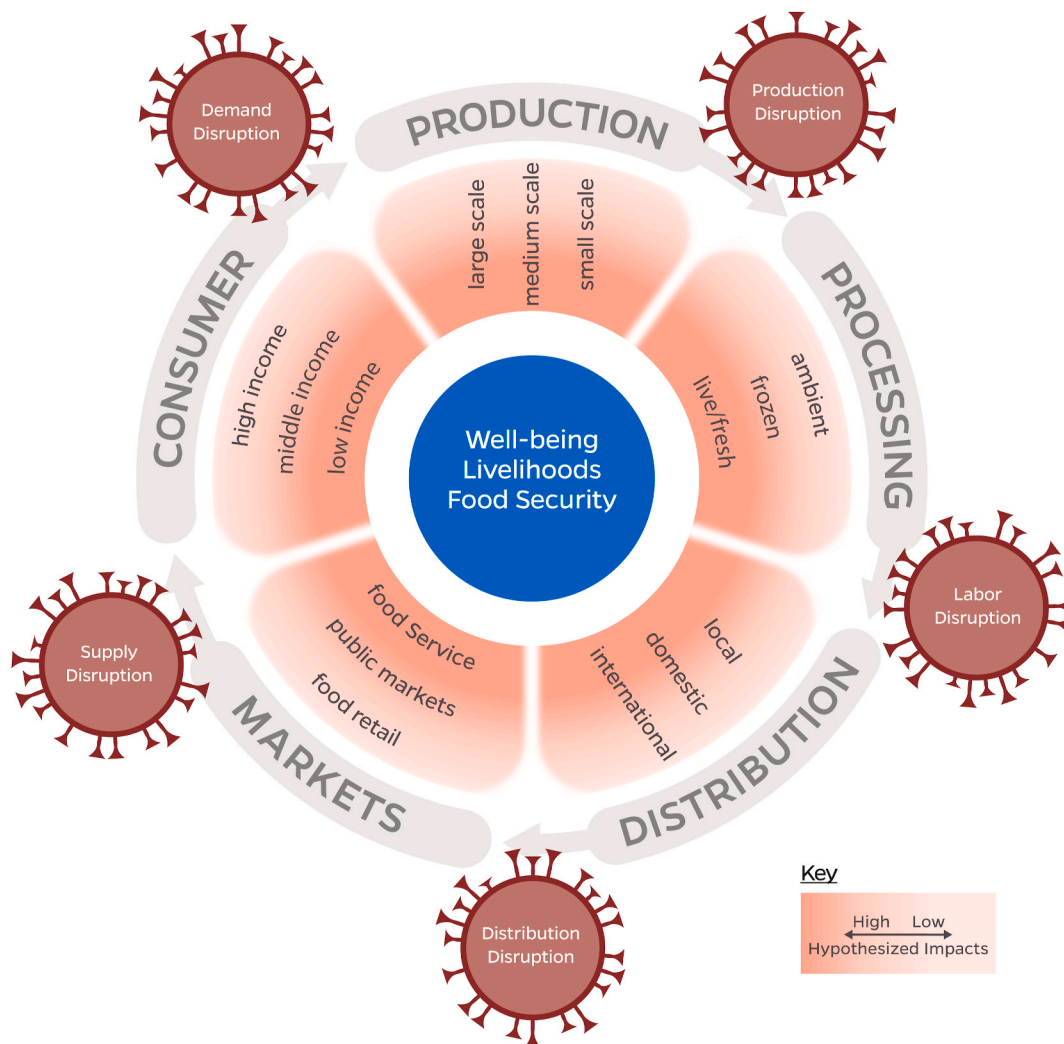 Demand
Disruption
Production
Disruption
PRODUCTION
large scale
medium scale
small scale
CONSUMER
high income
middle income
low income
PROCESSING
live/fresh
frozen
ambient
Well-being
Livelihoods
Food Security
Labor
Disruption
Supply
Disruption
MARKETS
food Service
public markets
food retail
DISTRIBUTION
local
domestic
international
Distribution
Disruption
Key
High Low
Hypothesized Impacts